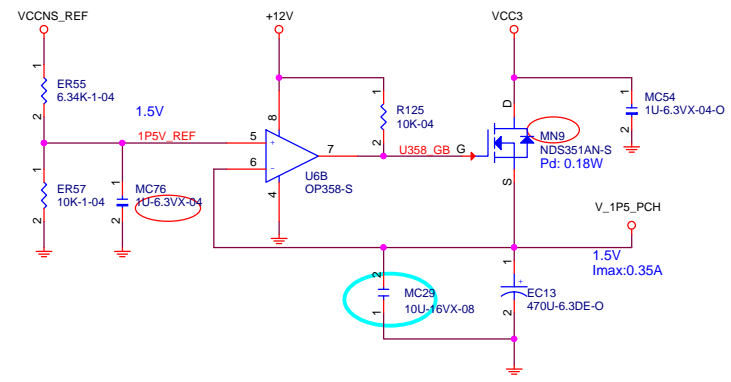 VCCNS_REF
+12V
VCC3
1
ER55
6.34K-1-04
2
1.5V
1P5V_REF
5
+
6
-
8
7
4
U6B
OP358-S
1
R125
10K-04
2
U358_GB
G
D
S
MN9
NDS351AN-S
Pd: 0.18W
1
MC54
1U-6.3VX-04-O
2
1
ER57
10K-1-04
2
1
MC76
1U-6.3VX-04
2
V_1P5_PCH
1.5V
Imax:0.35A
2
MC29
10U-16VX-08
1
1
+
EC13
470U-6.3DE-O
2